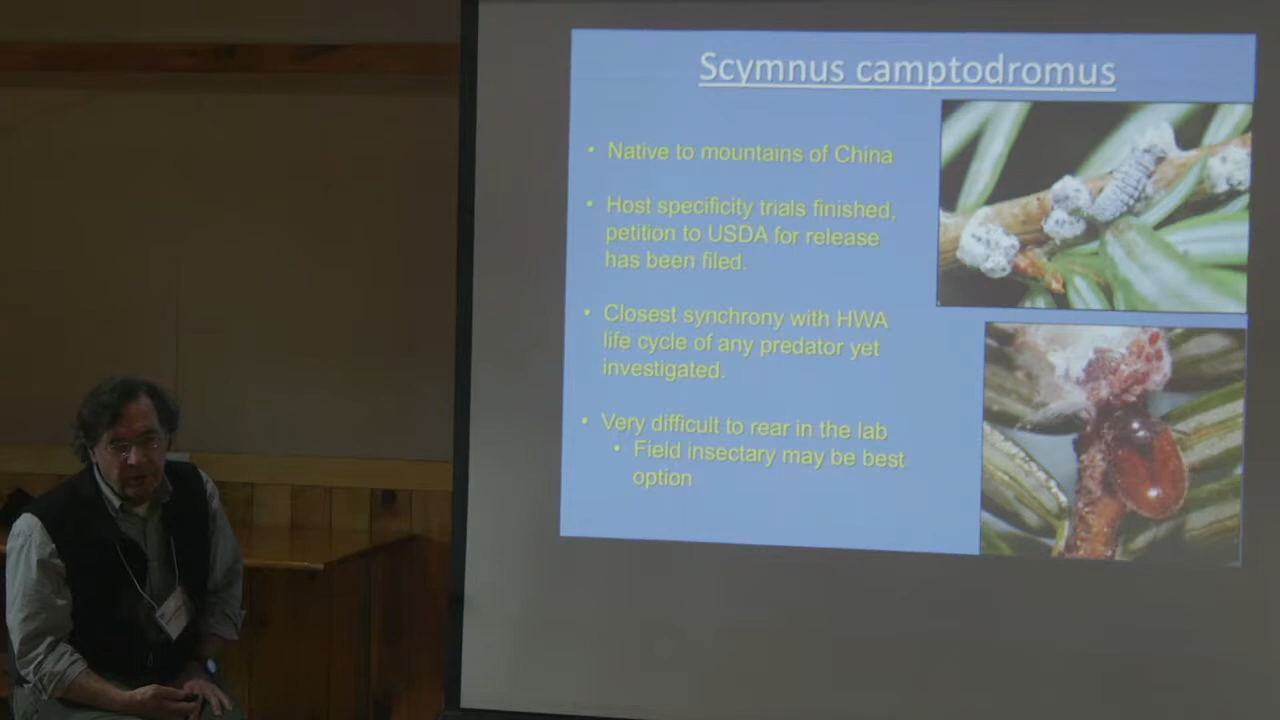 Scymnus camptodromus
• Native to mountains of China
• Host specificity trials finished,
petition to USDA for release
has been filed.
• Closest synchrony with HWA
life cycle of any predator yet
investigated.
• Very difficult to rear in the lab
• Field insectary may be best
option